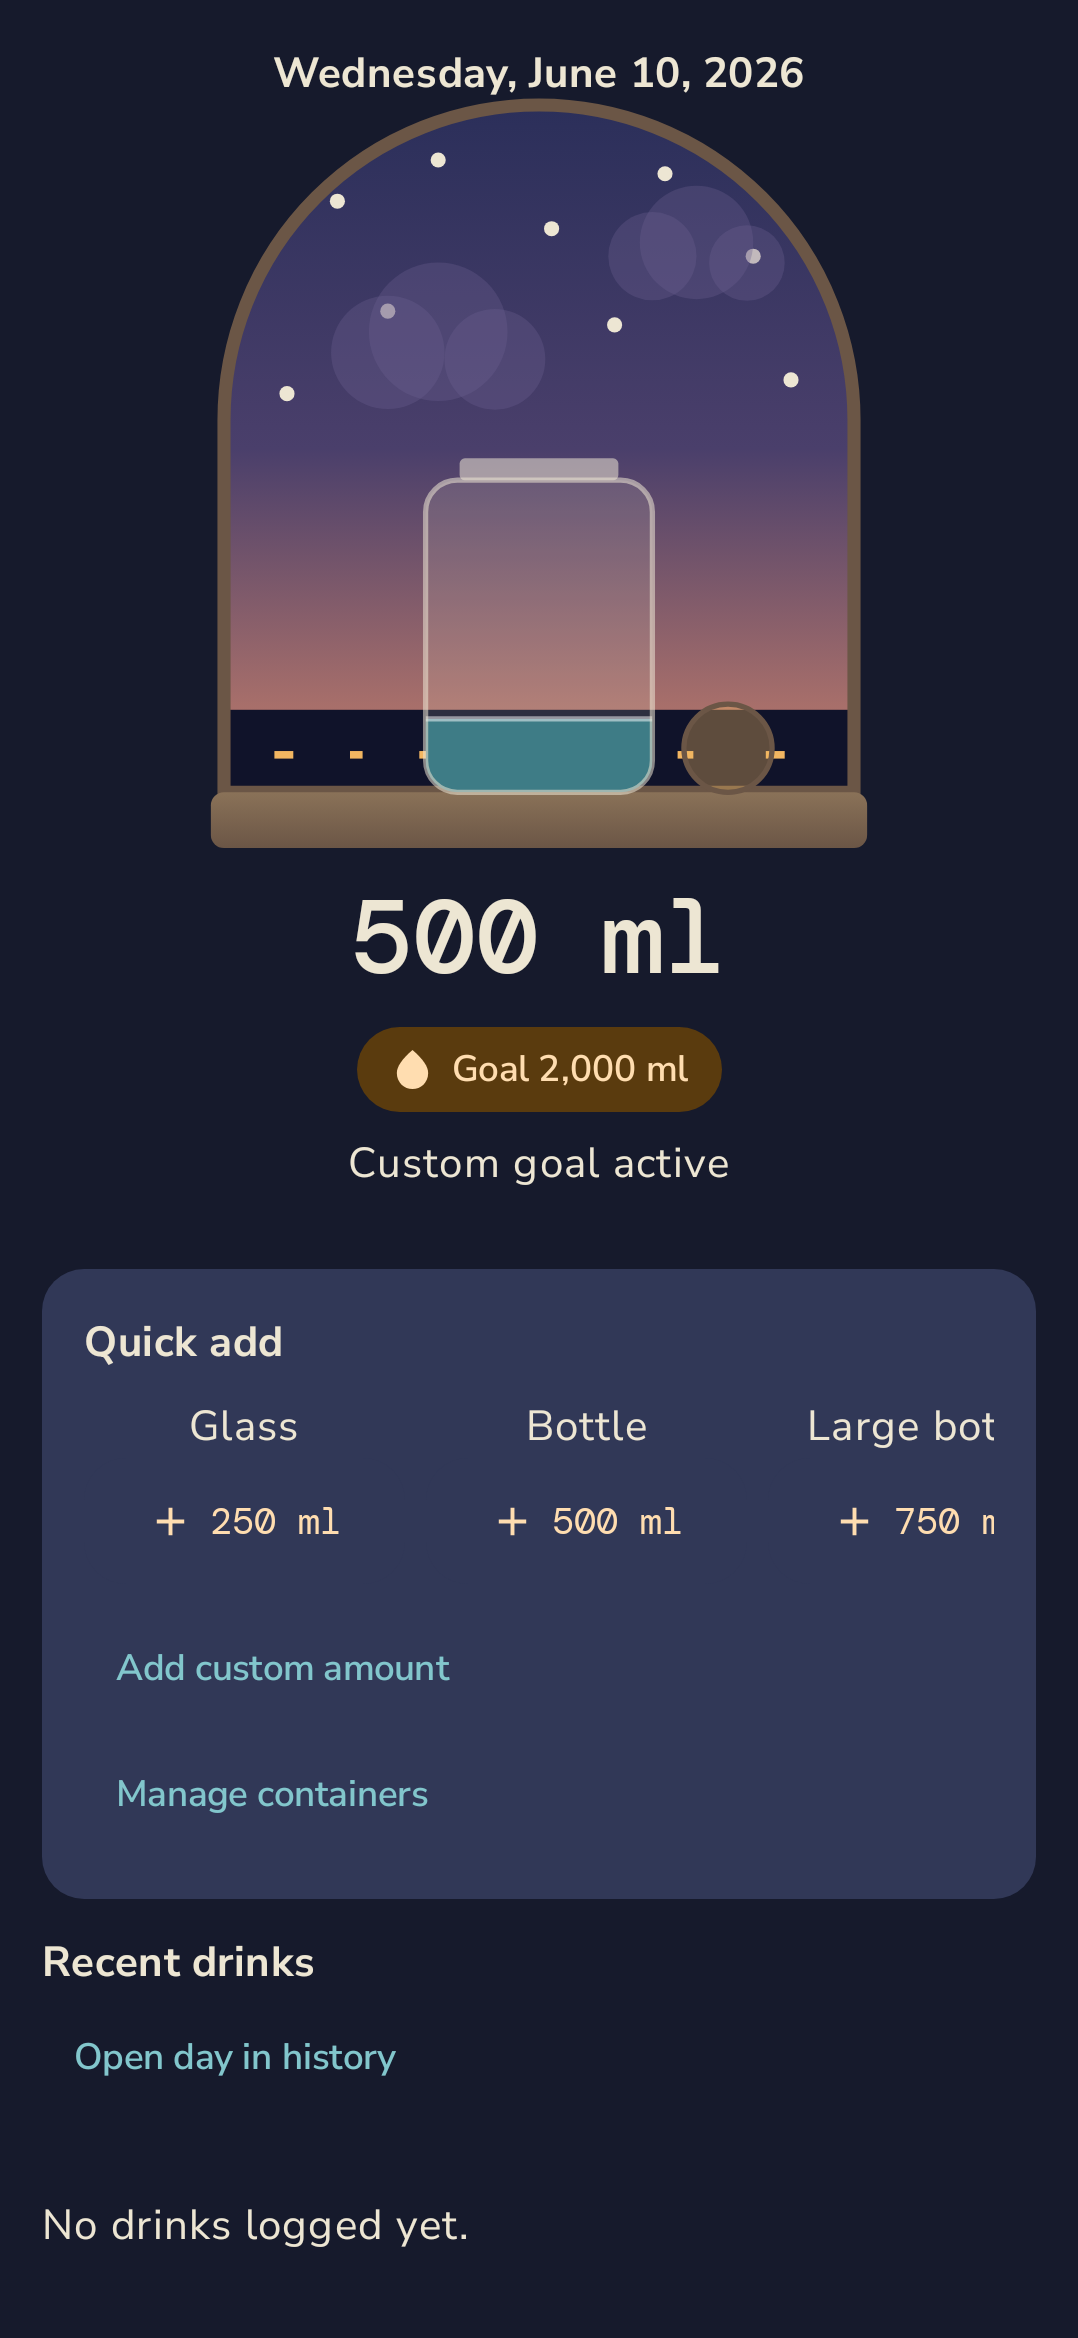 Wednesday, June 10, 2026
500 ml
Goal 2,000 ml
Custom goal active
Quick add
Glass Bottle Large bot
+ 250 ml + 500 ml + 750 m
Add custom amount
Manage containers
Recent drinks
Open day in history
No drinks logged yet.